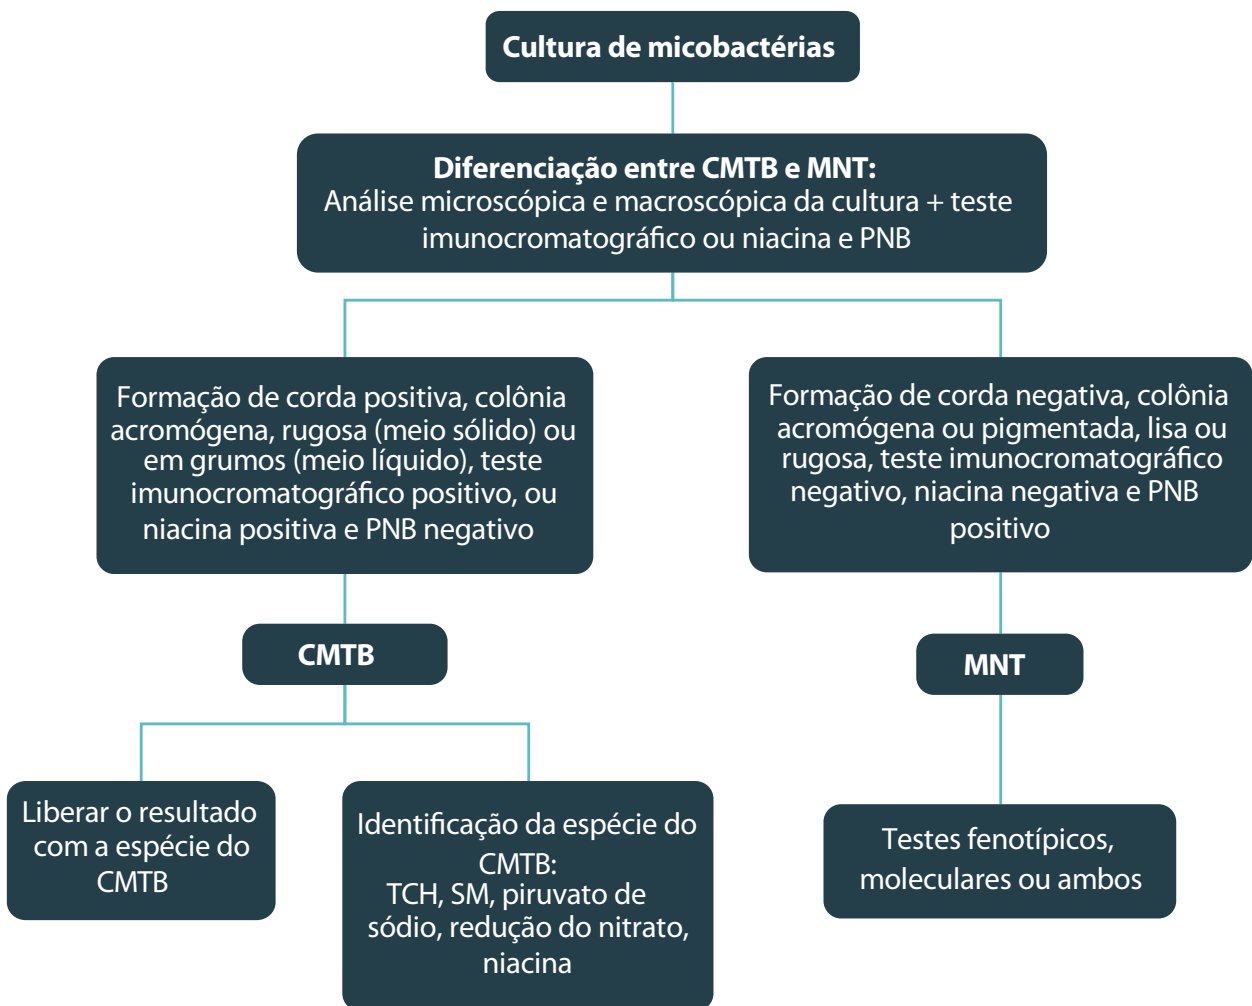 Cultura de micobactérias
Diferenciação entre CMTB e MNT:
Análise microscópica e macroscópica da cultura + teste
imunocromatográfico ou niacina e PNB
Formação de corda positiva, colônia
acromógena, rugosa (meio sólido) ou
em grumos (meio líquido), teste
imunocromatográfico positivo, ou
niacina positiva e PNB negativo
Formação de corda negativa, colônia
acromógena ou pigmentada, lisa ou
rugosa, teste imunocromatográfico
negativo, niacina negativa e PNB
positivo
CMTB
MNT
Liberar o resultado
com a espécie do
CMTB
Identificação da espécie do
CMTB:
TCH, SM, piruvato de
sódio, redução do nitrato,
niacina
Testes fenotípicos,
moleculares ou ambos